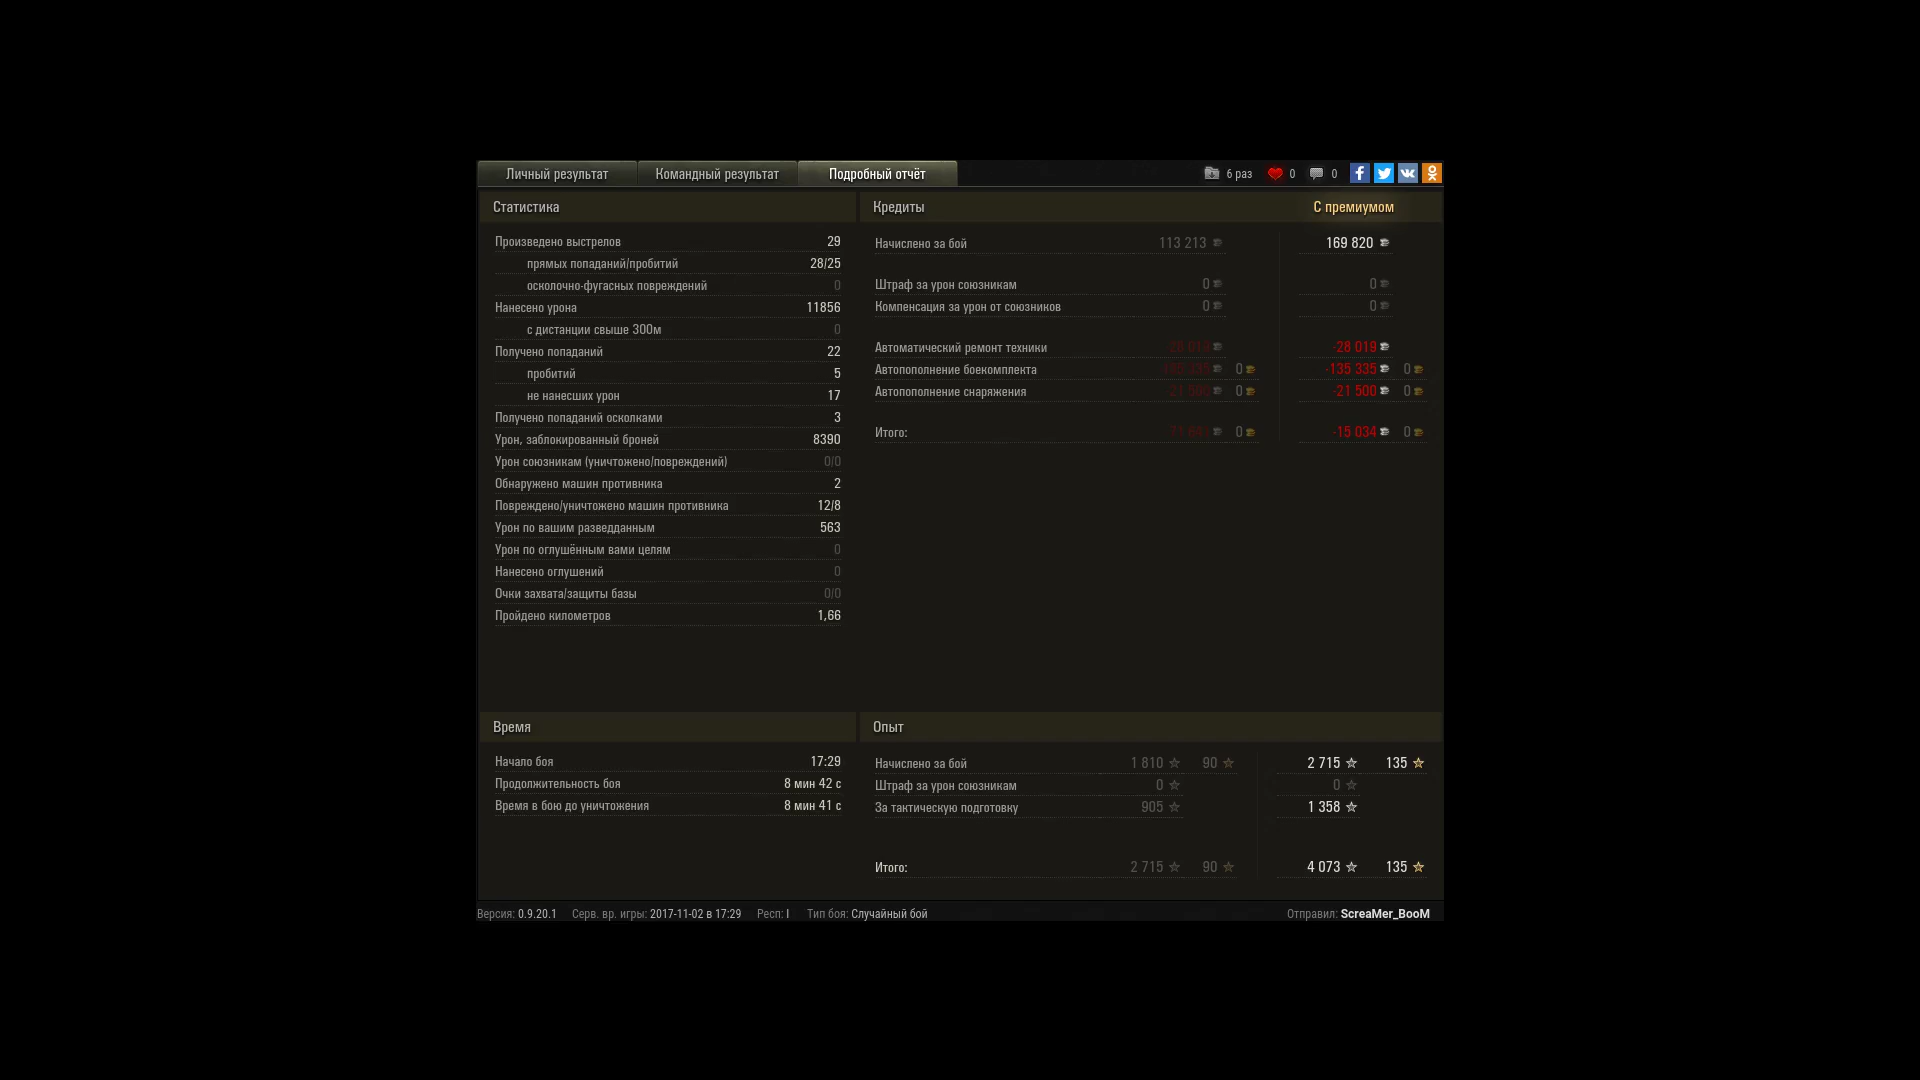 Личный результат Командный результат Подробный отчёт 6 раз 0 0
Статистика
Произведено выстрелов 29
прямых попаданий/пробитий 28/25
осколочно-фугасных повреждений 0
Нанесено урона 11856
с дистанции свыше 300м 0
Получено попаданий 22
пробитий 5
не нанесших урон 17
Получено попаданий осколками 3
Урон, заблокированный броней 8390
Урон союзникам (уничтожено/повреждений) 0/0
Обнаружено машин противника 2
Повреждено/уничтожено машин противника 12/8
Урон по вашим разведданным 563
Урон по оглушённым вами целям 0
Нанесено оглушений 0
Очки захвата/защиты базы 0/0
Пройдено километров 1,66
Кредиты С премиумом
Начислено за бой 113 213 169 820
Штраф за урон союзникам 0 0
Компенсация за урон от союзников 0 0
Автоматический ремонт техники -28 019 -28 019
Автопополнение боекомплекта 0 -135 335 0
Автопополнение снаряжения -21 500 0 -21 500 0
Итого: 0 -15 034 0
Время
Начало боя 17:29
Продолжительность боя 8 мин 42 с
Время в бою до уничтожения 8 мин 41 с
Опыт
Начислено за бой 1 810 90 2 715 135
Штраф за урон союзникам 0 0
За тактическую подготовку 905 1 358
Итого: 2 715 90 4 073 135
Версия: 0.9.20.1 Серв. вр. игры: 2017-11-02 в 17:29 Респ: I Тип боя: Случайный бой Отправил: ScreaMer_BooM